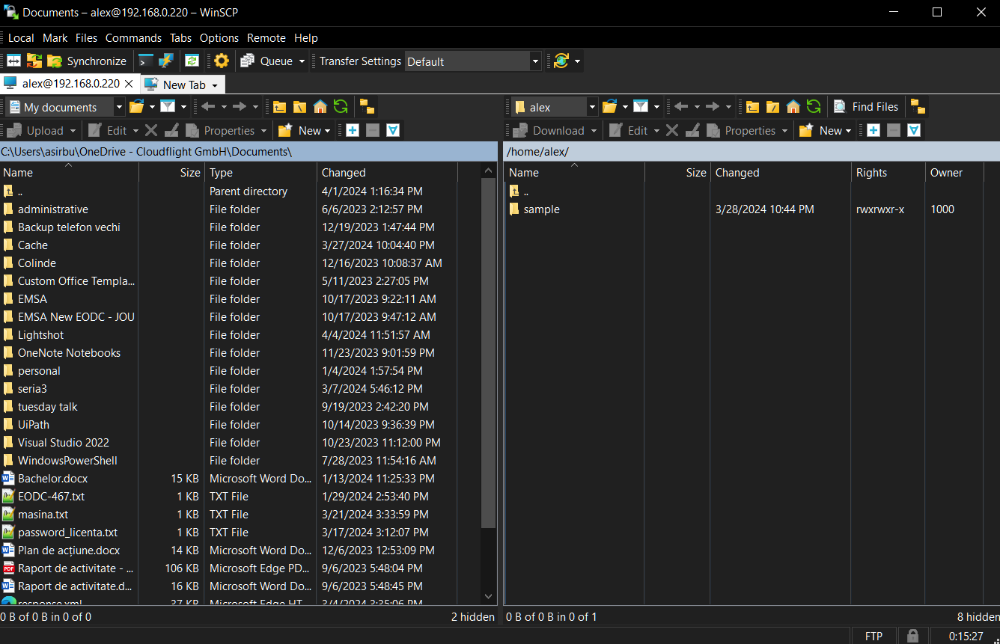 Documents – alex@192.168.0.220 – WinSCP
Local Mark Files Commands Tabs Options Remote Help
Synchronize Queue Transfer Settings Default
alex@192.168.0.220 New Tab
My documents
Upload Edit Properties New
C:\Users\asirbu\OneDrive - Cloudflight GmbH\Documents\
Name Size Type Changed
.. Parent directory 4/1/2024 1:16:34 PM
administrative File folder 6/6/2023 2:12:57 PM
Backup telefon vechi File folder 12/19/2023 1:47:44 PM
Cache File folder 3/27/2024 10:04:40 PM
Colinde File folder 12/16/2023 10:08:37 AM
Custom Office Templa... File folder 5/11/2023 2:27:05 PM
EMSA File folder 10/17/2023 9:22:11 AM
EMSA New EODC - JOU File folder 10/17/2023 9:47:12 AM
Lightshot File folder 4/4/2024 11:51:57 AM
OneNote Notebooks File folder 11/23/2023 9:01:59 PM
personal File folder 1/4/2024 1:57:54 PM
seria3 File folder 3/7/2024 5:46:12 PM
tuesday talk File folder 9/19/2023 2:42:20 PM
UiPath File folder 10/14/2023 9:36:39 PM
Visual Studio 2022 File folder 10/23/2023 11:12:00 PM
WindowsPowerShell File folder 7/28/2023 11:54:16 AM
Bachelor.docx 15 KB Microsoft Word Do... 1/13/2024 11:25:33 PM
EODC-467.txt 1 KB TXT File 1/29/2024 2:53:40 PM
masina.txt 1 KB TXT File 3/21/2024 3:33:59 PM
password_licenta.txt 1 KB TXT File 3/17/2024 3:12:07 PM
Plan de acțiune.docx 14 KB Microsoft Word Do... 12/6/2023 12:53:09 PM
Raport de activitate - ... 106 KB Microsoft Edge PD... 9/6/2023 5:48:04 PM
Raport de activitate.d... 16 KB Microsoft Word Do... 9/6/2023 5:48:45 PM
response.xml 37 KB Microsoft Edge HT... 3/4/2024 3:35:06 PM
0 B of 0 B in 0 of 0 2 hidden
alex Find Files
Download Edit Properties New
/home/alex/
Name Size Changed Rights Owner
..
sample 3/28/2024 10:44 PM rwxrwxr-x 1000
0 B of 0 B in 0 of 1 8 hidden
FTP 0:15:27